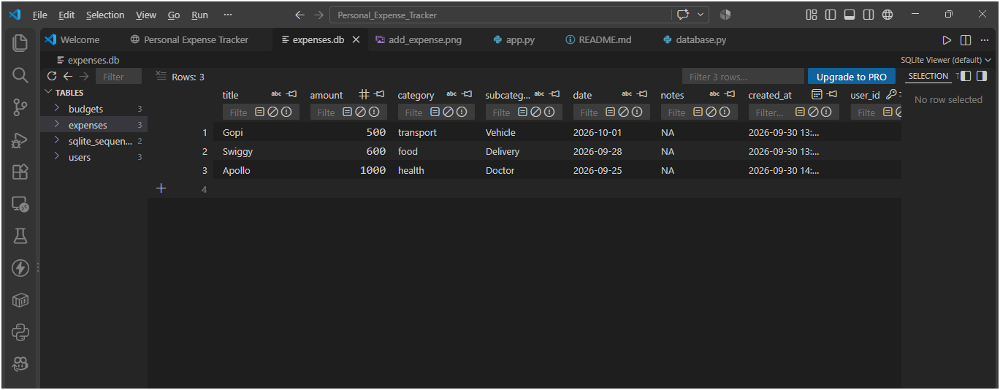 File Edit Selection View Go Run ··· Personal_Expense_Tracker
Welcome Personal Expense Tracker expenses.db add_expense.png app.py README.md database.py
expenses.db SQLite Viewer (default)
Filter Rows: 3 Filter 3 rows... Upgrade to PRO SELECTION T
TABLES title abc amount category abc subcateg... abc date abc notes abc created_at user_id
budgets 3 Filte Filte Filte Filte Filte Filte Filter... Filte No row selected
expenses 3 1 Gopi 500 transport Vehicle 2026-10-01 NA 2026-09-30 13:...
sqlite_sequen... 2 2 Swiggy 600 food Delivery 2026-09-28 NA 2026-09-30 13:...
users 3 3 Apollo 1000 health Doctor 2026-09-25 NA 2026-09-30 14:...
4